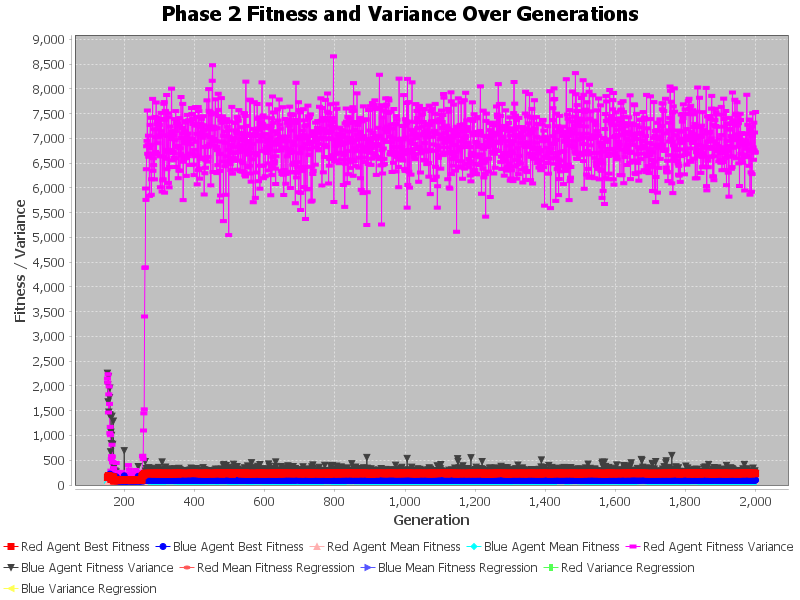 Phase 2 Fitness and Variance Over Generations
9,000
8,500
8,000
7,500
7,000
6,500
6,000
5,500
5,000
4,500
4,000
3,500
3,000
2,500
2,000
1,500
1,000
500
0
Fitness / Variance
200 400 600 800 1,000 1,200 1,400 1,600 1,800 2,000
Generation
Red Agent Best Fitness Blue Agent Best Fitness Red Agent Mean Fitness Blue Agent Mean Fitness Red Agent Fitness Variance
Blue Agent Fitness Variance Red Mean Fitness Regression Blue Mean Fitness Regression Red Variance Regression
Blue Variance Regression